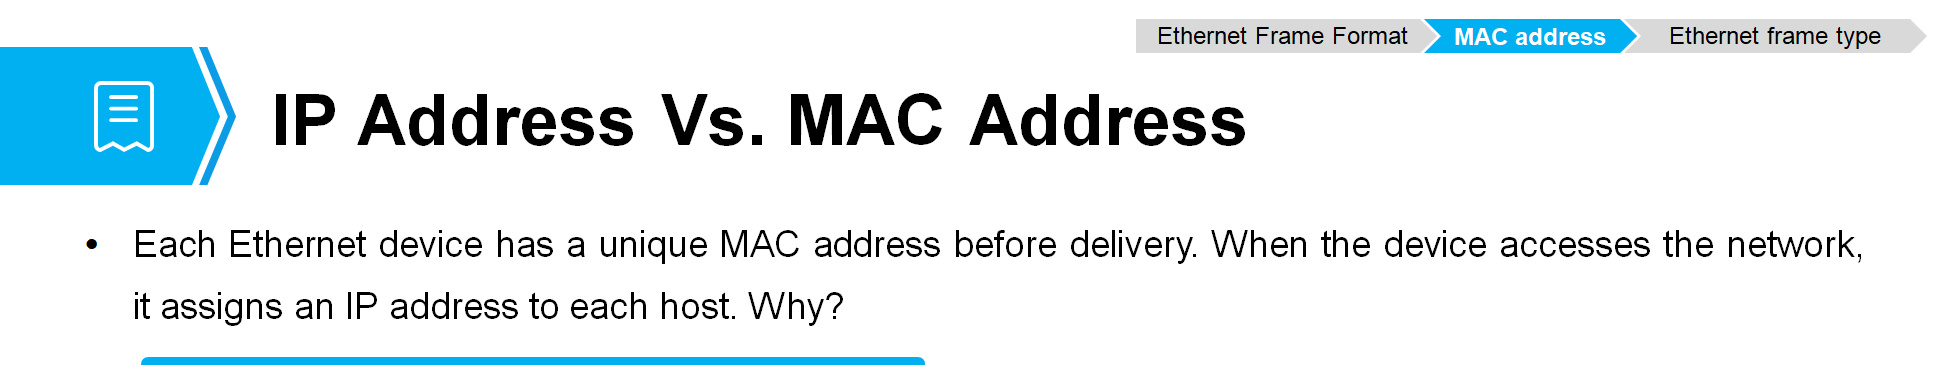 Ethernet Frame Format MAC address Ethernet frame type
IP Address Vs. MAC Address
• Each Ethernet device has a unique MAC address before delivery. When the device accesses the network,
it assigns an IP address to each host. Why?